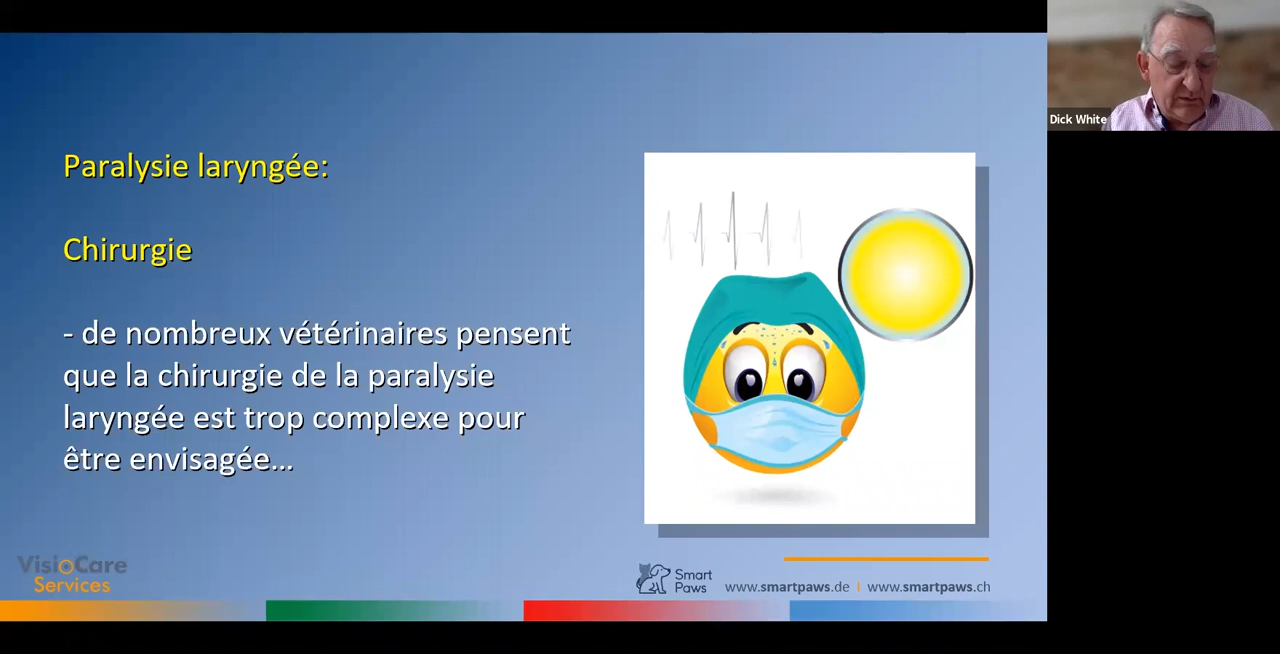 Dick White
Paralysie laryngée:
Chirurgie
- de nombreux vétérinaires pensent
que la chirurgie de la paralysie
laryngée est trop complexe pour
être envisagée...
VisioCare
Services
Smart
Paws
www.smartpaws.de | www.smartpaws.ch